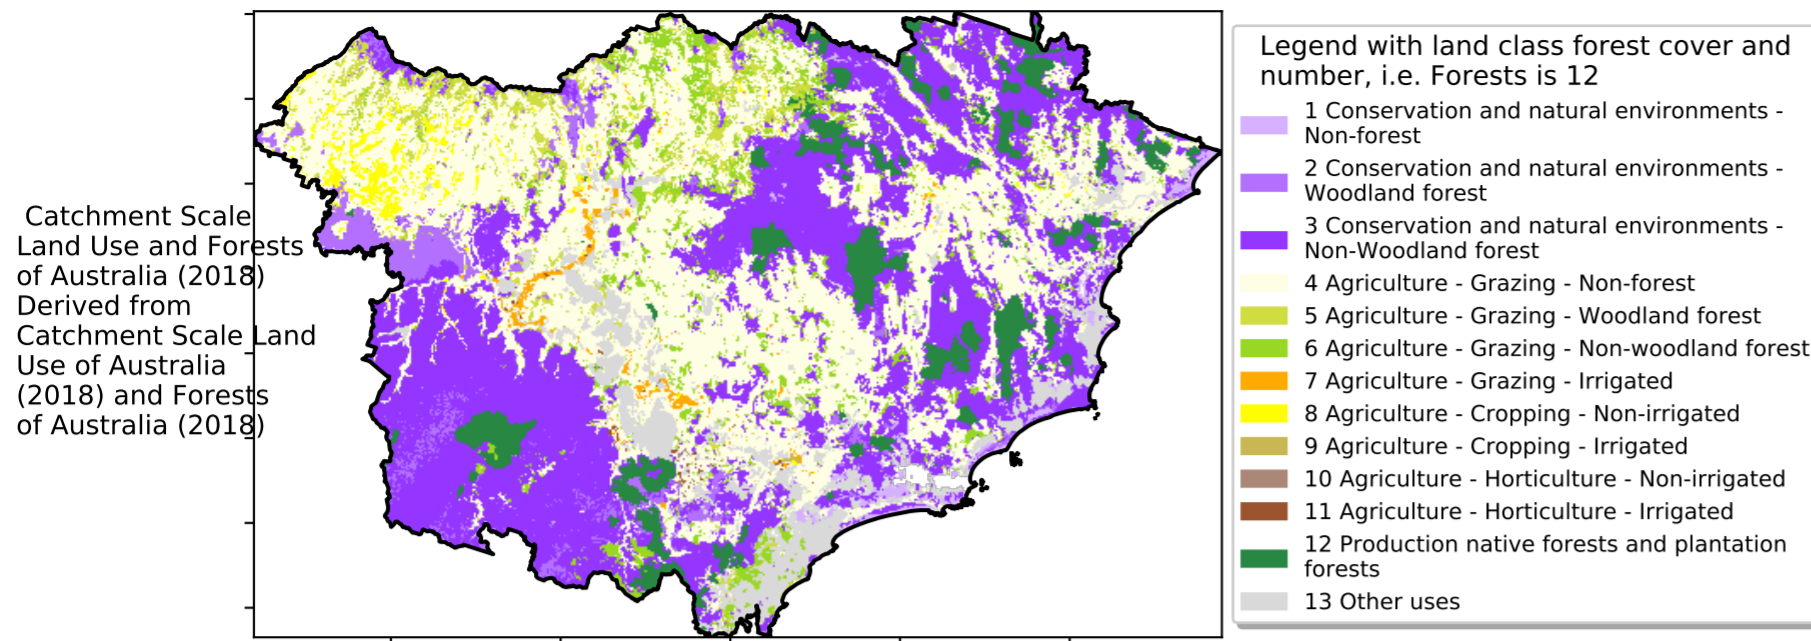 Catchment Scale
Land Use and Forests
of Australia (2018)
Derived from
Catchment Scale Land
Use of Australia
(2018) and Forests
of Australia (2018)
Legend with land class forest cover and
number, i.e. Forests is 12
1 Conservation and natural environments -
Non-forest
2 Conservation and natural environments -
Woodland forest
3 Conservation and natural environments -
Non-Woodland forest
4 Agriculture - Grazing - Non-forest
5 Agriculture - Grazing - Woodland forest
6 Agriculture - Grazing - Non-woodland forest
7 Agriculture - Grazing - Irrigated
8 Agriculture - Cropping - Non-irrigated
9 Agriculture - Cropping - Irrigated
10 Agriculture - Horticulture - Non-irrigated
11 Agriculture - Horticulture - Irrigated
12 Production native forests and plantation
forests
13 Other uses